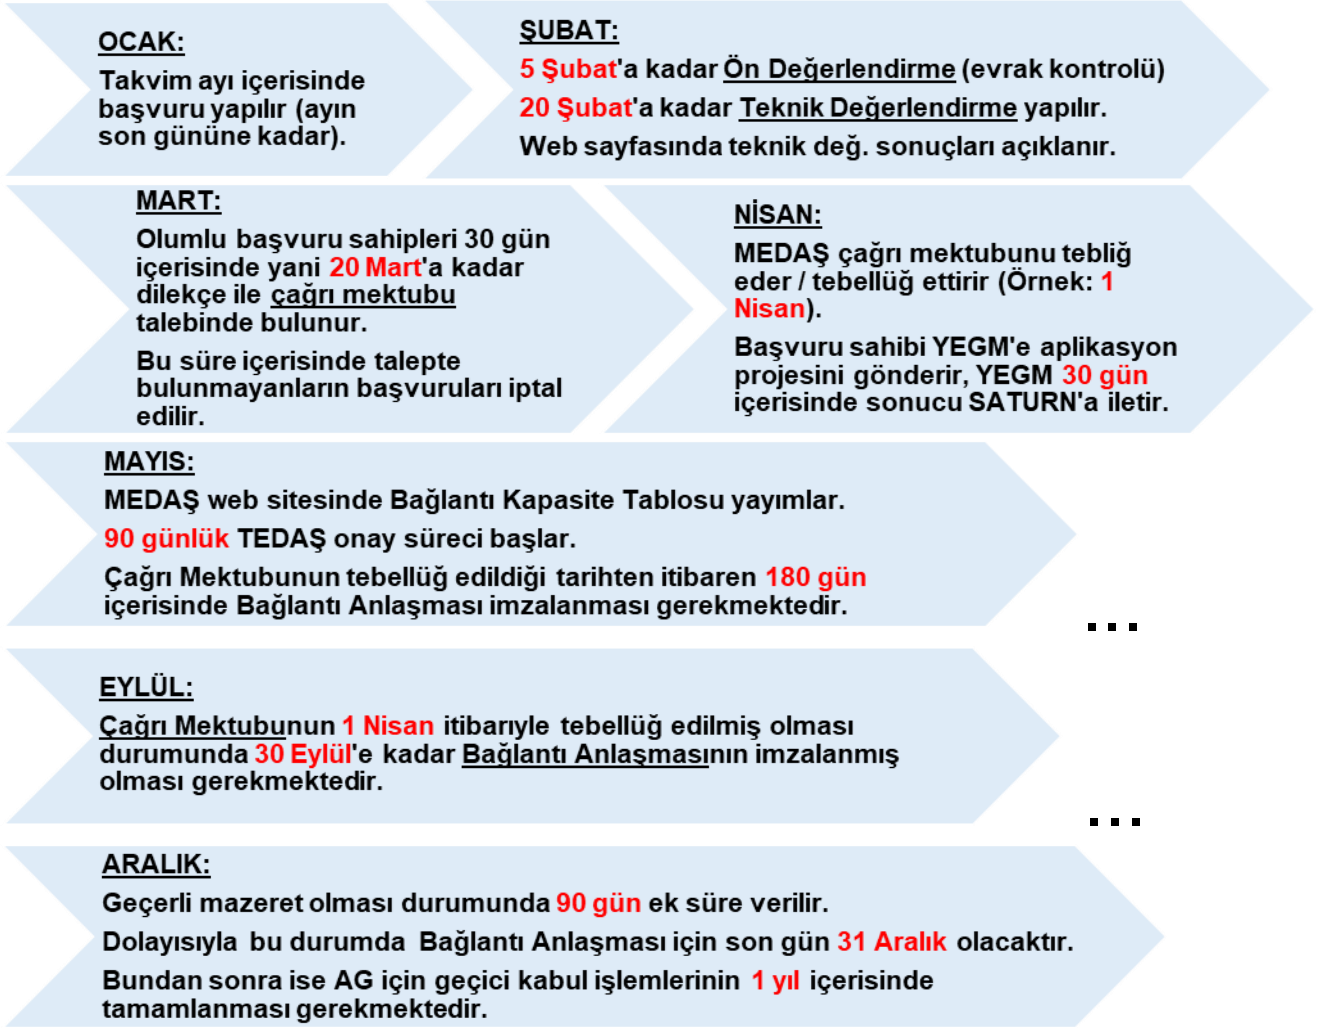 OCAK:
Takvim ayı içerisinde
başvuru yapılır (ayın
son gününe kadar).
ŞUBAT:
5 Şubat'a kadar Ön Değerlendirme (evrak kontrolü)
20 Şubat'a kadar Teknik Değerlendirme yapılır.
Web sayfasında teknik değ. sonuçları açıklanır.
MART:
Olumlu başvuru sahipleri 30 gün
içerisinde yani 20 Mart'a kadar
dilekçe ile çağrı mektubu
talebinde bulunur.
Bu süre içerisinde talepte
bulunmayanların başvuruları iptal
edilir.
NİSAN:
MEDAŞ çağrı mektubunu tebliğ
eder / tebellüğ ettirir (Örnek: 1
Nisan).
Başvuru sahibi YEGM'e aplikasyon
projesini gönderir, YEGM 30 gün
içerisinde sonucu SATURN'a iletir.
MAYIS:
MEDAŞ web sitesinde Bağlantı Kapasite Tablosu yayımlar.
90 günlük TEDAŞ onay süreci başlar.
Çağrı Mektubunun tebellüğ edildiği tarihten itibaren 180 gün
içerisinde Bağlantı Anlaşması imzalanması gerekmektedir.
...
EYLÜL:
Çağrı Mektubunun 1 Nisan itibarıyle tebellüğ edilmiş olması
durumunda 30 Eylül'e kadar Bağlantı Anlaşmasının imzalanmış
olması gerekmektedir.
...
ARALIK:
Geçerli mazeret olması durumunda 90 gün ek süre verilir.
Dolayısıyla bu durumda Bağlantı Anlaşması için son gün 31 Aralık olacaktır.
Bundan sonra ise AG için geçici kabul işlemlerinin 1 yıl içerisinde
tamamlanması gerekmektedir.